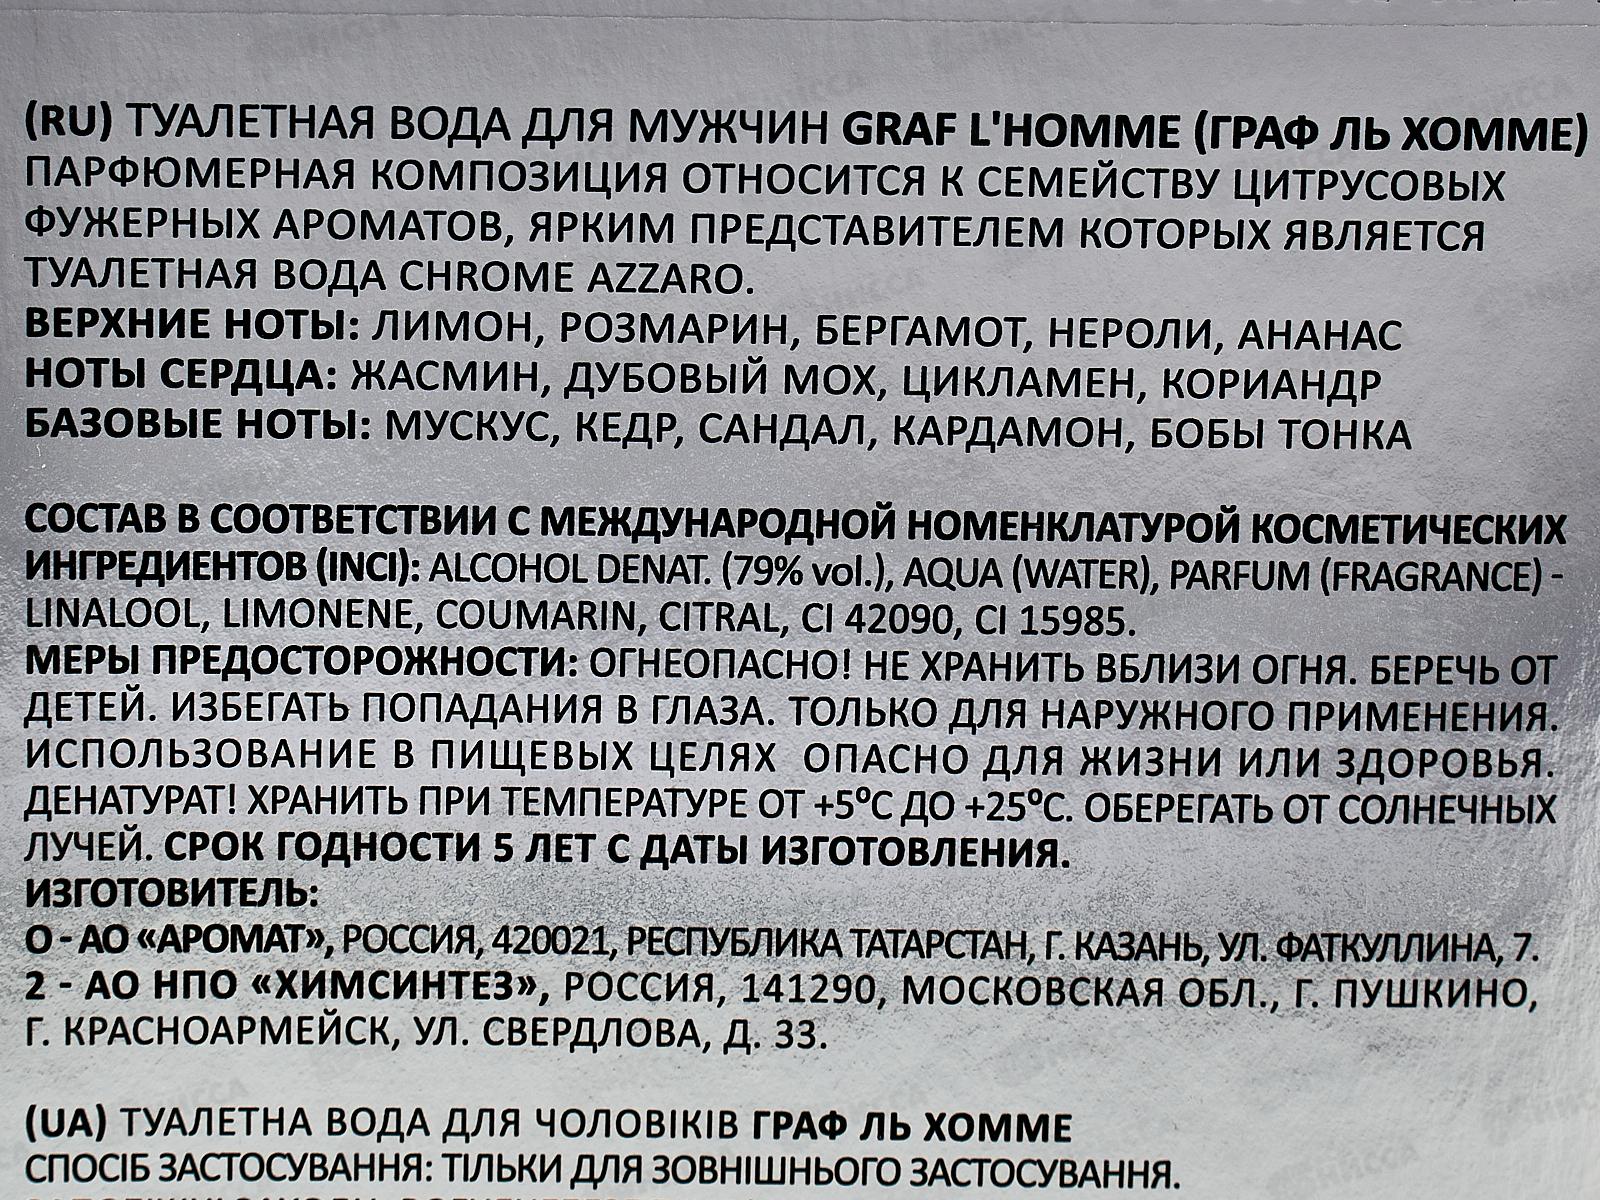 (RU) ТУАЛЕТНАЯ ВОДА ДЛЯ МУЖЧИН GRAF L'HOMME (ГРАФ ЛЬ ХОММЕ)
ПАРФЮМЕРНАЯ КОМПОЗИЦИЯ ОТНОСИТСЯ К СЕМЕЙСТВУ ЦИТРУСОВЫХ
ФУЖЕРНЫХ АРОМАТОВ, ЯРКИМ ПРЕДСТАВИТЕЛЕМ КОТОРЫХ ЯВЛЯЕТСЯ
ТУАЛЕТНАЯ ВОДА CHROME AZZARO.
ВЕРХНИЕ НОТЫ: ЛИМОН, РОЗМАРИН, БЕРГАМОТ, НЕРОЛИ, АНАНАС
НОТЫ СЕРДЦА: ЖАСМИН, ДУБОВЫЙ МОХ, ЦИКЛАМЕН, КОРИАНДР
БАЗОВЫЕ НОТЫ: МУСКУС, КЕДР, САНДАЛ, КАРДАМОН, БОБЫ ТОНКА
СОСТАВ В СООТВЕТСТВИИ С МЕЖДУНАРОДНОЙ НОМЕНКЛАТУРОЙ КОСМЕТИЧЕСКИХ
ИНГРЕДИЕНТОВ (INCI): ALCOHOL DENAT. (79% vol.), AQUA (WATER), PARFUM (FRAGRANCE) -
LINALOOL, LIMONENE, COUMARIN, CITRAL, CI 42090, CI 15985.
МЕРЫ ПРЕДОСТОРОЖНОСТИ: ОГНЕОПАСНО! НЕ ХРАНИТЬ ВБЛИЗИ ОГНЯ. БЕРЕЧЬ ОТ
ДЕТЕЙ. ИЗБЕГАТЬ ПОПАДАНИЯ В ГЛАЗА. ТОЛЬКО ДЛЯ НАРУЖНОГО ПРИМЕНЕНИЯ.
ИСПОЛЬЗОВАНИЕ В ПИЩЕВЫХ ЦЕЛЯХ ОПАСНО ДЛЯ ЖИЗНИ ИЛИ ЗДОРОВЬЯ.
ДЕНАТУРАТ! ХРАНИТЬ ПРИ ТЕМПЕРАТУРЕ ОТ +5ºС ДО +25ºС. ОБЕРЕГАТЬ ОТ СОЛНЕЧНЫХ
ЛУЧЕЙ. СРОК ГОДНОСТИ 5 ЛЕТ С ДАТЫ ИЗГОТОВЛЕНИЯ.
ИЗГОТОВИТЕЛЬ:
О - АО «АРОМАТ», РОССИЯ, 420021, РЕСПУБЛИКА ТАТАРСТАН, Г. КАЗАНЬ, УЛ. ФАТКУЛЛИНА, 7.
2 - АО НПО «ХИМСИНТЕЗ», РОССИЯ, 141290, МОСКОВСКАЯ ОБЛ., Г. ПУШКИНО,
Г. КРАСНОАРМЕЙСК, УЛ. СВЕРДЛОВА, Д. 33.
(UA) ТУАЛЕТНА ВОДА ДЛЯ ЧОЛОВІКІВ ГРАФ ЛЬ ХОММЕ
СПОСІБ ЗАСТОСУВАННЯ: ТІЛЬКИ ДЛЯ ЗОВНІШНЬОГО ЗАСТОСУВАННЯ.